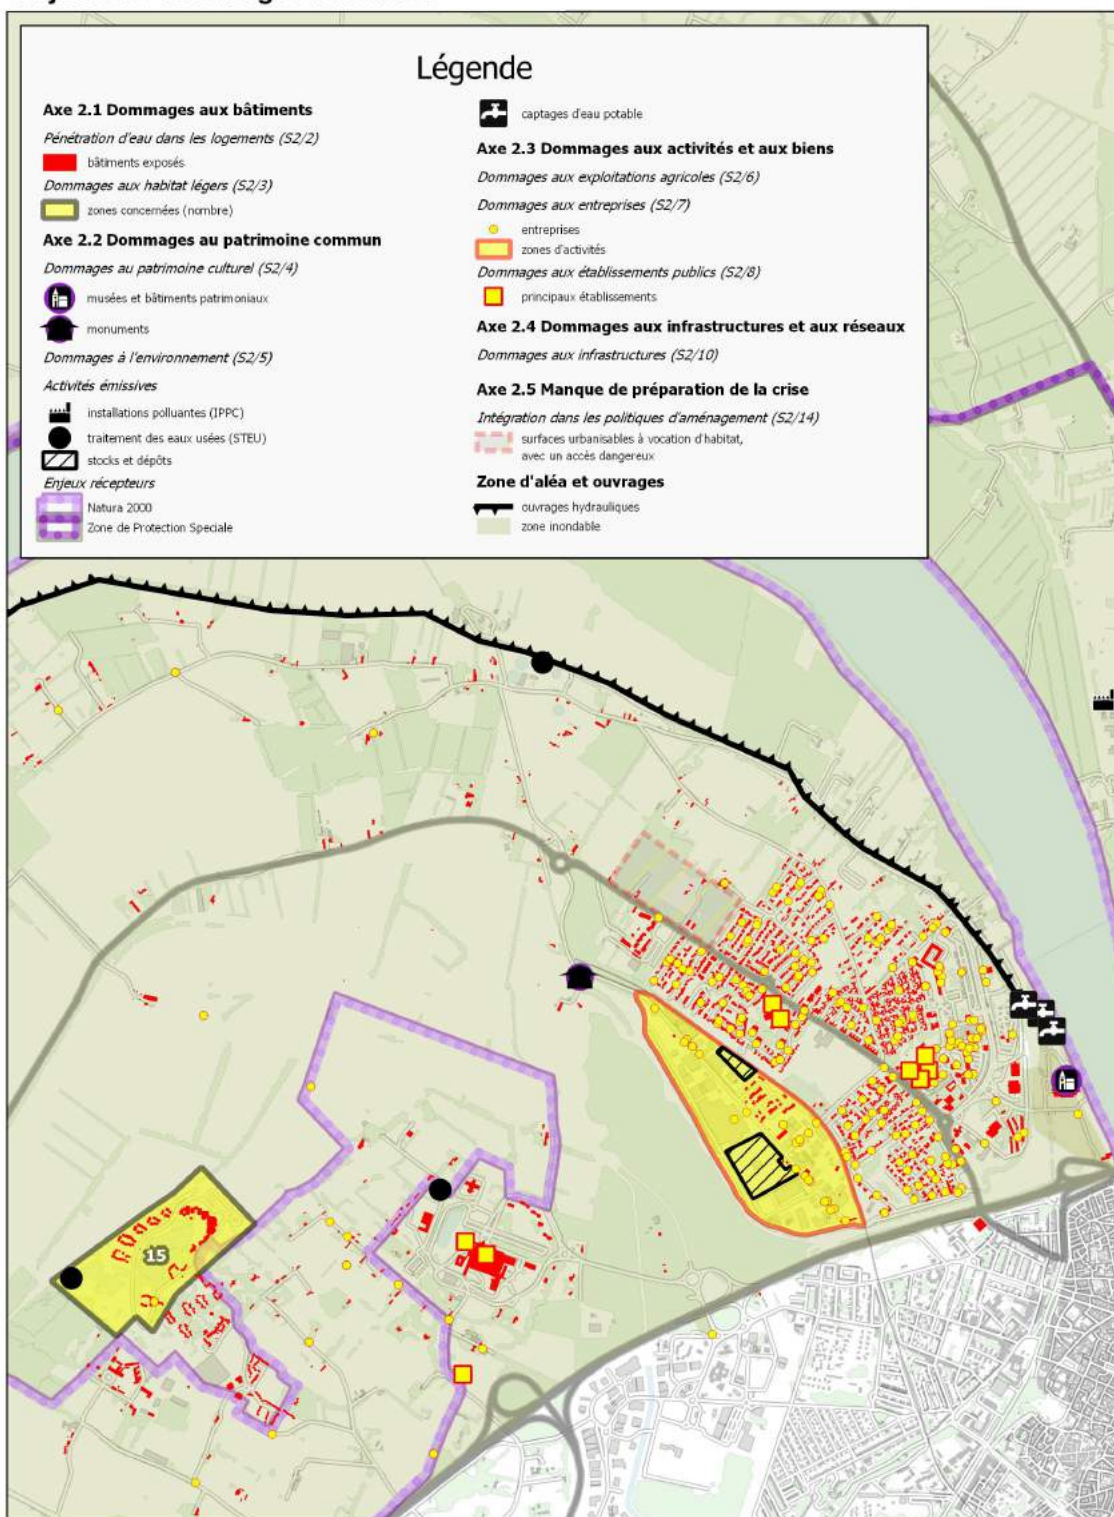 Légende
Axe 2.1 Dommages aux bâtiments
Pénétration d'eau dans les logements (S2/2)
bâtiments exposés
Dommages aux habitat légers (S2/3)
zones concernées (nombre)
Axe 2.2 Dommages au patrimoine commun
Dommages au patrimoine culturel (S2/4)
musées et bâtiments patrimoniaux
monuments
Dommages à l'environnement (S2/5)
Activités émissives
installations polluantes (IPPC)
traitement des eaux usées (STEU)
stocks et dépôts
Enjeux récepteurs
Natura 2000
Zone de Protection Speciale
captages d'eau potable
Axe 2.3 Dommages aux activités et aux biens
Dommages aux exploitations agricoles (S2/6)
Dommages aux entreprises (S2/7)
entreprises
zones d'activités
Dommages aux établissements publics (S2/8)
principaux établissements
Axe 2.4 Dommages aux infrastructures et aux réseaux
Dommages aux infrastructures (S2/10)
Axe 2.5 Manque de préparation de la crise
Intégration dans les politiques d'aménagement (S2/14)
surfaces urbanisables à vocation d'habitat,
avec un accès dangereux
Zone d'aléa et ouvrages
ouvrages hydrauliques
zone inondable
15